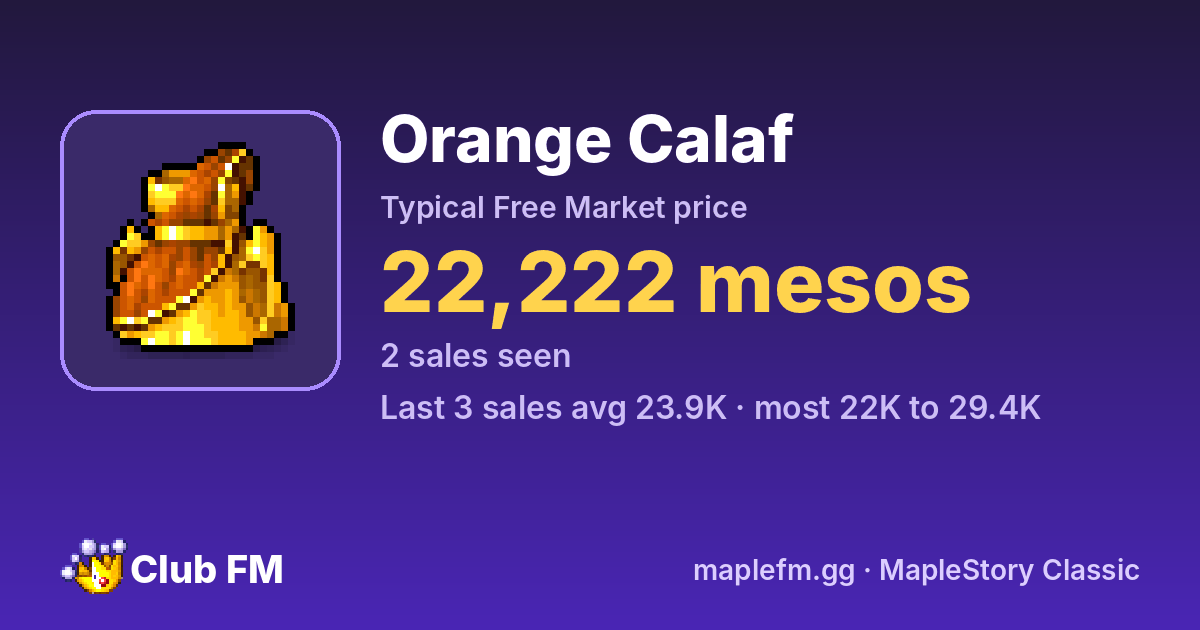 Orange Calaf
Typical Free Market price
22,222 mesos
2 sales seen
Last 3 sales avg 23.9K · most 22K to 29.4K
Club FM
maplefm.gg · MapleStory Classic